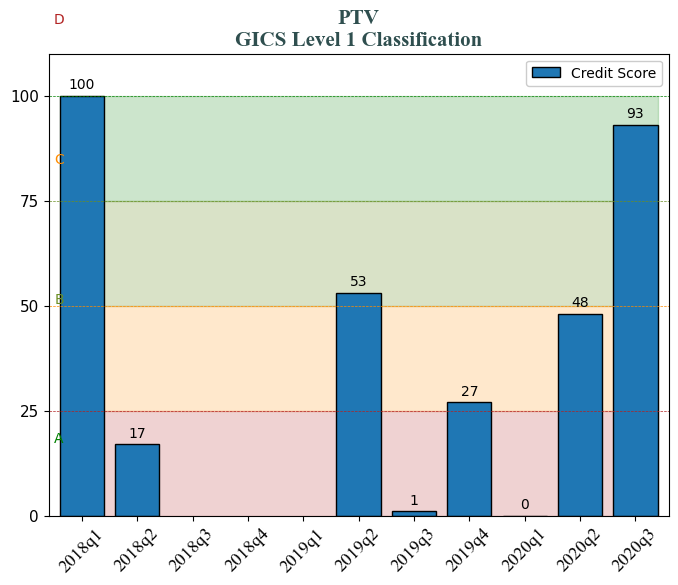 D
PTV
GICS Level 1 Classification
Credit Score
100
100
93
C
75
53
B
50
48
27
25
A
17
1
0
0
2018q1
2018q2
2018q3
2018q4
2019q1
2019q2
2019q3
2019q4
2020q1
2020q2
2020q3